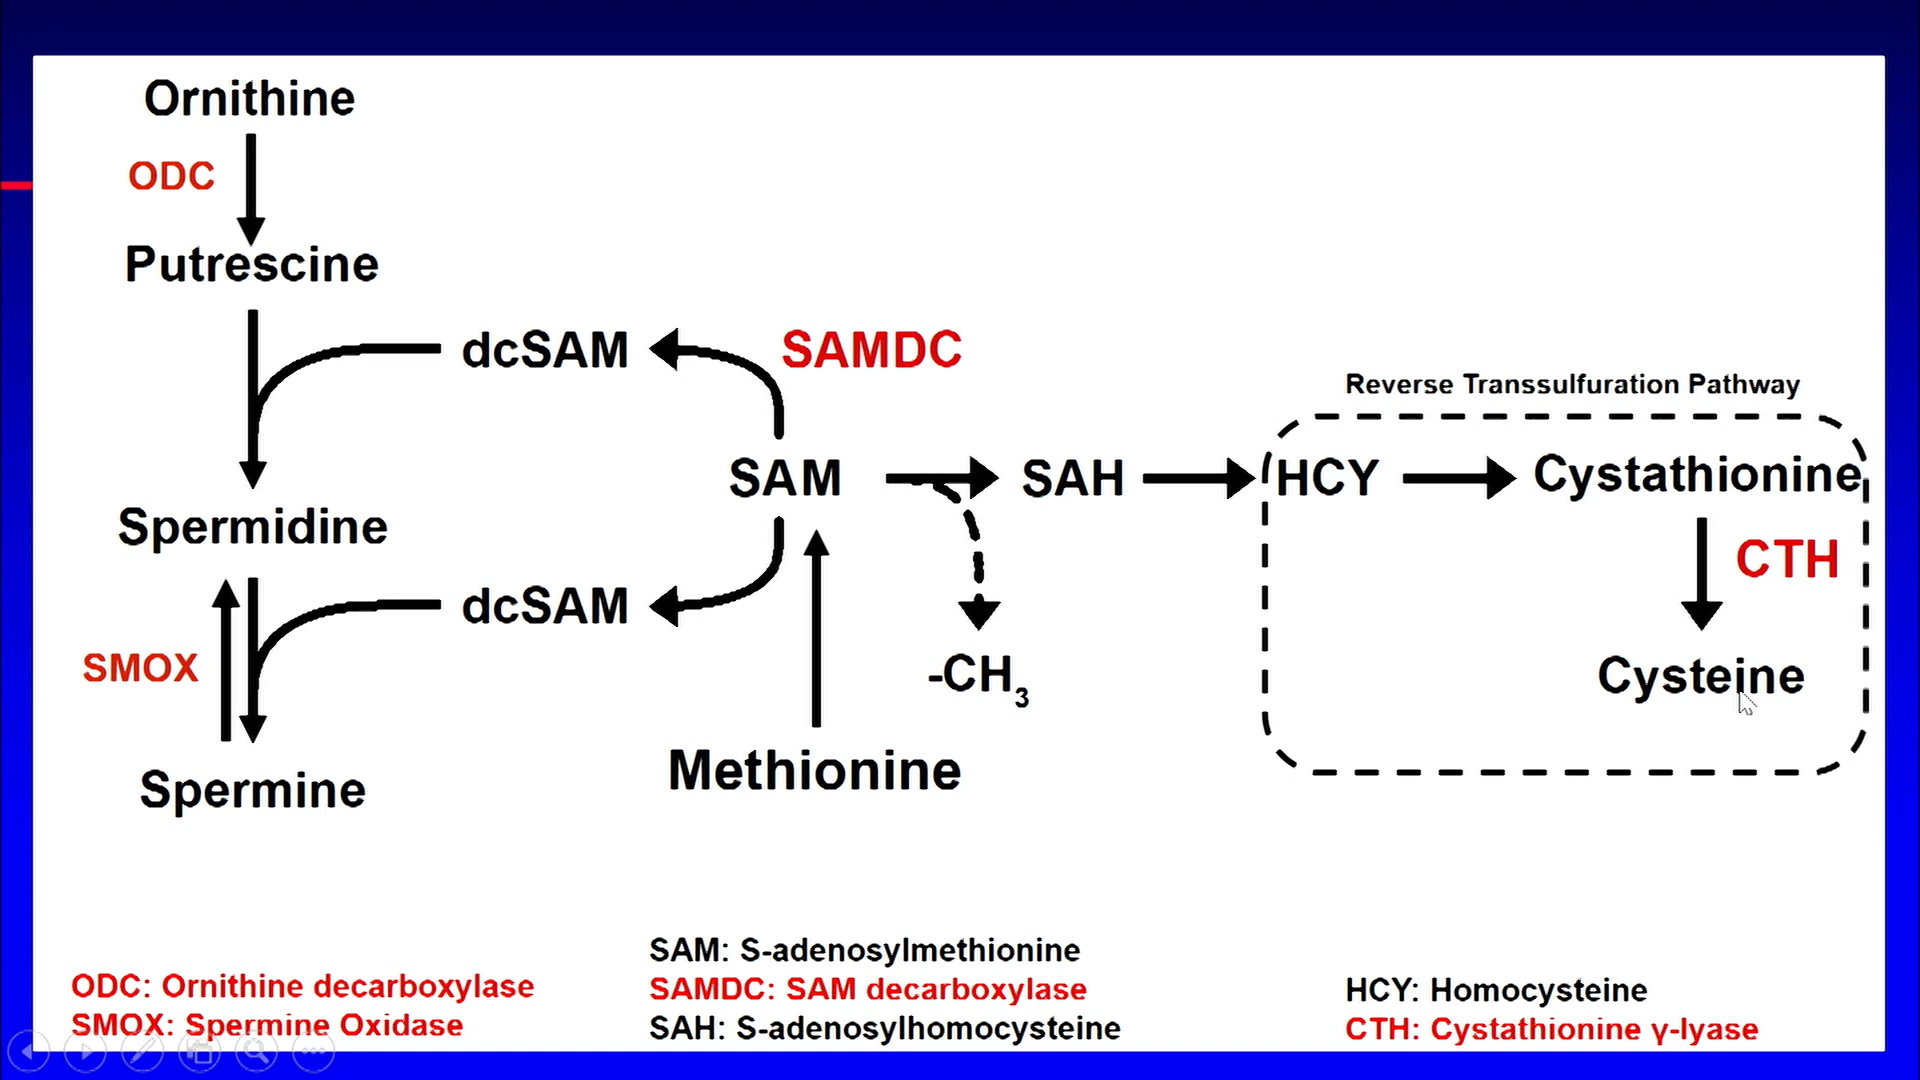 Ornithine
ODC
Putrescine
dcSAM
SAMDC
Reverse Transsulfuration Pathway
SAM
SAH
HCY
Cystathionine
Spermidine
CTH
dcSAM
SMOX
-CH3
Cysteine
Methionine
Spermine
SAM: S-adenosylmethionine
ODC: Ornithine decarboxylase
SAMDC: SAM decarboxylase
HCY: Homocysteine
SMOX: Spermine Oxidase
SAH: S-adenosylhomocysteine
CTH: Cystathionine γ-lyase